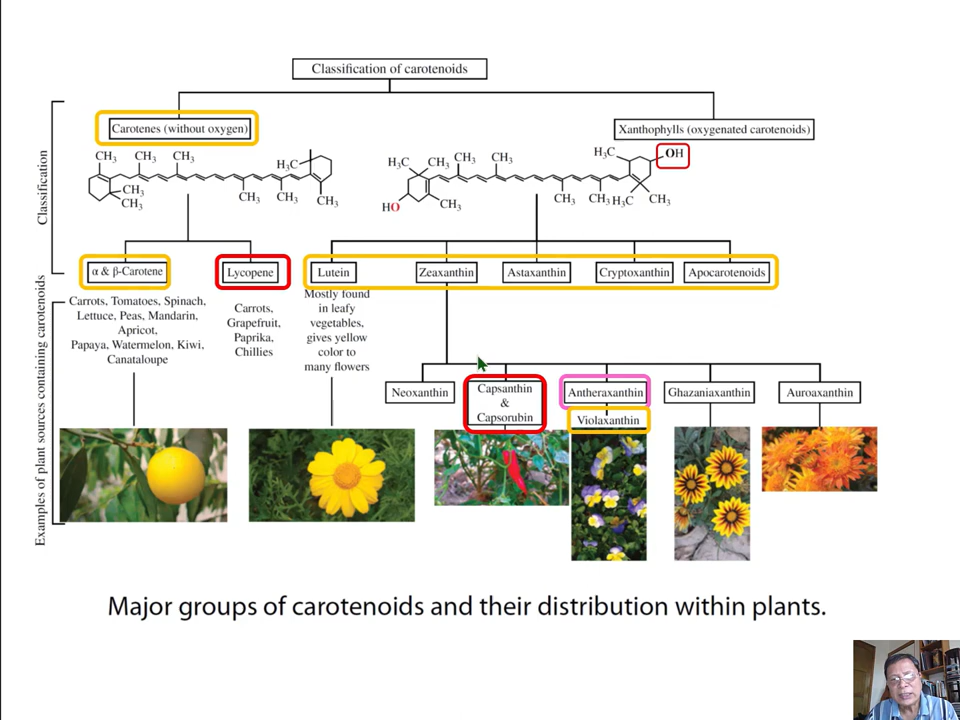 Classification of carotenoids
Carotenes (without oxygen)
Xanthophylls (oxygenated carotenoids)
Classification
CH3
CH3
CH3
H3C
CH3
CH3
CH3
CH3
CH3
H3C
CH3
CH3
CH3
H3C
OH
HO
CH3
CH3
CH3
H3C
CH3
α & β-Carotene
Lycopene
Lutein
Zeaxanthin
Astaxanthin
Cryptoxanthin
Apocarotenoids
Examples of plant sources containing carotenoids
Carrots, Tomatoes, Spinach,
Lettuce, Peas, Mandarin,
Apricot,
Papaya, Watermelon, Kiwi,
Canataloupe
Carrots,
Grapefruit,
Paprika,
Chillies
Mostly found
in leafy
vegetables,
gives yellow
color to
many flowers
Neoxanthin
Capsanthin
&
Capsorubin
Antheraxanthin
Violaxanthin
Ghazaniaxanthin
Auroaxanthin
Major groups of carotenoids and their distribution within plants.